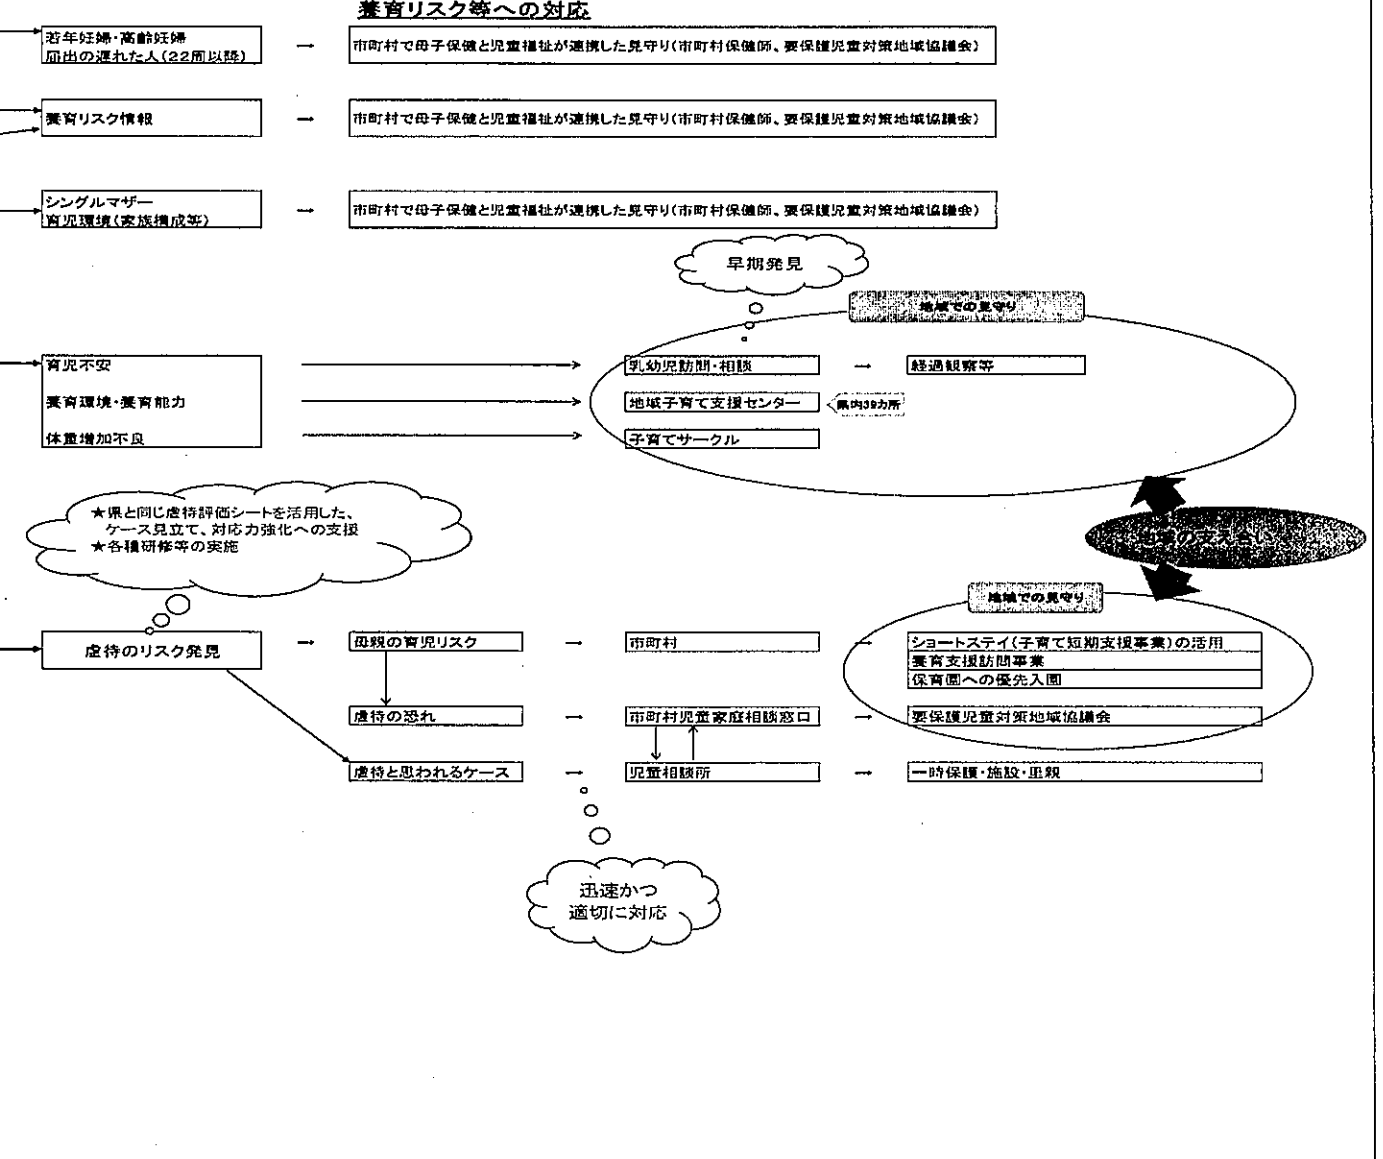 養育リスク等への対応
若年妊婦・高齢妊婦
届出の遅れた人(22周以降)
→
市町村で母子保健と児童福祉が連携した見守り(市町村保健師、要保護児童対策地域協議会)
養育リスク情報
→
市町村で母子保健と児童福祉が連携した見守り(市町村保健師、要保護児童対策地域協議会)
シングルマザー
育児環境(家族構成等)
→
市町村で母子保健と児童福祉が連携した見守り(市町村保健師、要保護児童対策地域協議会)
早期発見
地域での見守り
育児不安
乳幼児訪問・相談
→
経過観察等
養育環境・養育能力
地域子育て支援センター
県内39カ所
体重増加不良
子育てサークル
★県と同じ虐待評価シートを活用した、
ケース見立て、対応力強化への支援
★各種研修等の実施
地域の支え合い
地域での見守り
虐待のリスク発見
→
母親の育児リスク
→
市町村
→
ショートステイ(子育て短期支援事業)の活用
養育支援訪問事業
保育園への優先入園
虐待の恐れ
→
市町村児童家庭相談窓口
→
要保護児童対策地域協議会
虐待と思われるケース
→
児童相談所
→
一時保護・施設・里親
迅速かつ
適切に対応